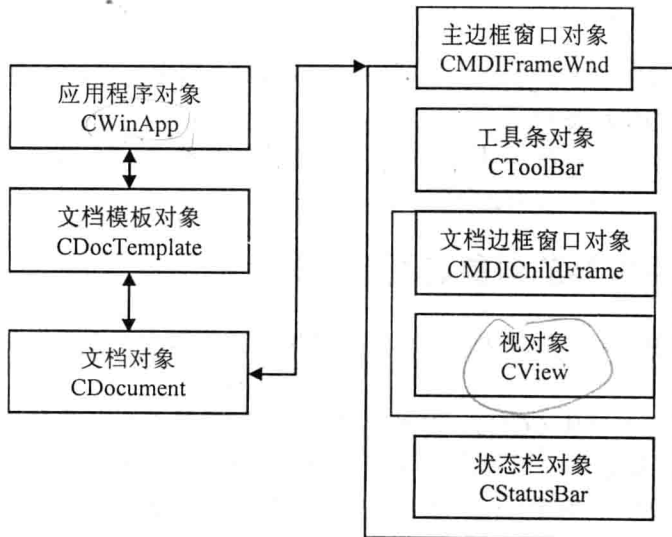 应用程序对象
CWinApp
文档模板对象
CDocTemplate
文档对象
CDocument
主边框窗口对象
CMDIFrameWnd
工具条对象
CToolBar
文档边框窗口对象
CMDIChildFrame
视对象
CView
状态栏对象
CStatusBar